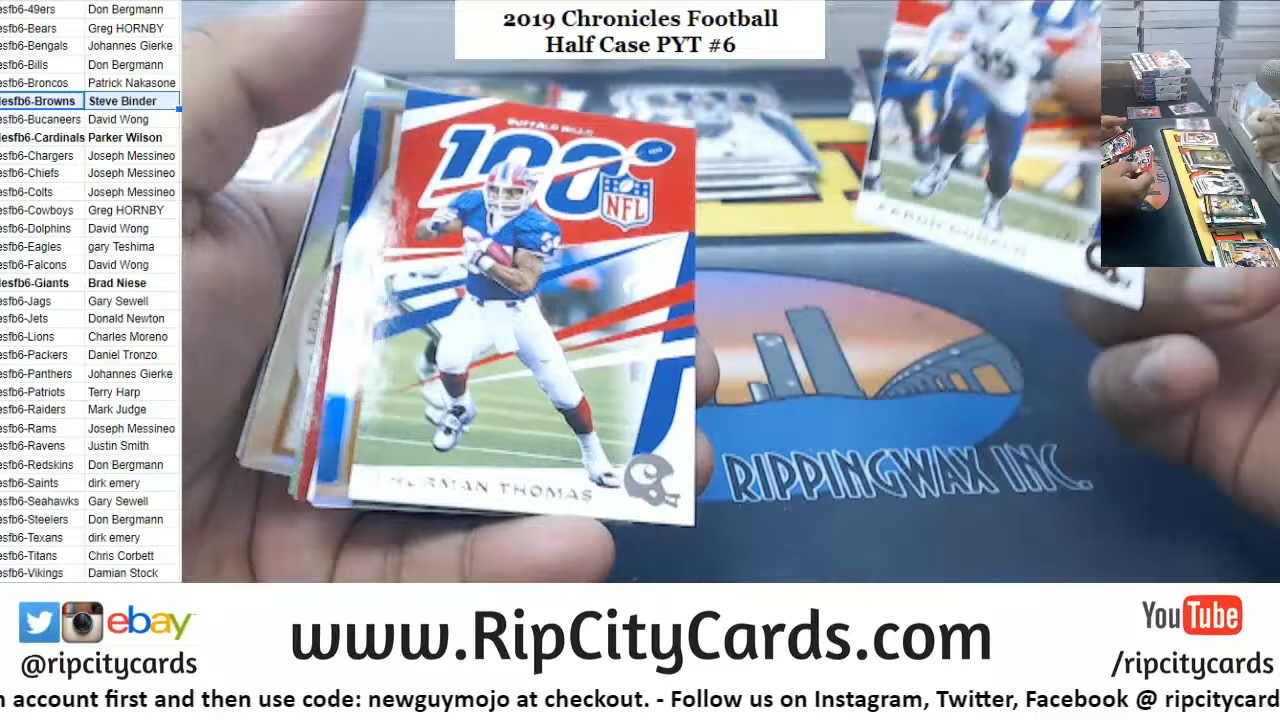 esfb6-49ers Don Bergmann
esfb6-Bears Greg HORNBY
esfb6-Bengals Johannes Gierke
esfb6-Bills Don Bergmann
esfb6-Broncos Patrick Nakasone
esfb6-Browns Steve Binder
esfb6-Bucaneers David Wong
esfb6-Cardinals Parker Wilson
esfb6-Chargers Joseph Messineo
esfb6-Chiefs Joseph Messineo
esfb6-Colts Joseph Messineo
esfb6-Cowboys Greg HORNBY
esfb6-Dolphins David Wong
esfb6-Eagles gary Teshima
esfb6-Falcons David Wong
esfb6-Giants Brad Niese
esfb6-Jags Gary Sewell
esfb6-Jets Donald Newton
esfb6-Lions Charles Moreno
esfb6-Packers Daniel Tronzo
esfb6-Panthers Johannes Gierke
esfb6-Patriots Terry Harp
esfb6-Raiders Mark Judge
esfb6-Rams Joseph Messineo
esfb6-Ravens Justin Smith
esfb6-Redskins Don Bergmann
esfb6-Saints dirk emery
esfb6-Seahawks Gary Sewell
esfb6-Steelers Don Bergmann
esfb6-Texans dirk emery
esfb6-Titans Chris Corbett
esfb6-Vikings Damian Stock
2019 Chronicles Football
Half Case PYT #6
BUFFALO BILLS
100
NFL
THURMAN THOMAS
AARON DONALD
RIPPINGWAX INC.
ebay
@ripcitycards
www.RipCityCards.com
YouTube
/ripcitycards
n account first and then use code: newguymojo at checkout. - Follow us on Instagram, Twitter, Facebook @ ripcitycard